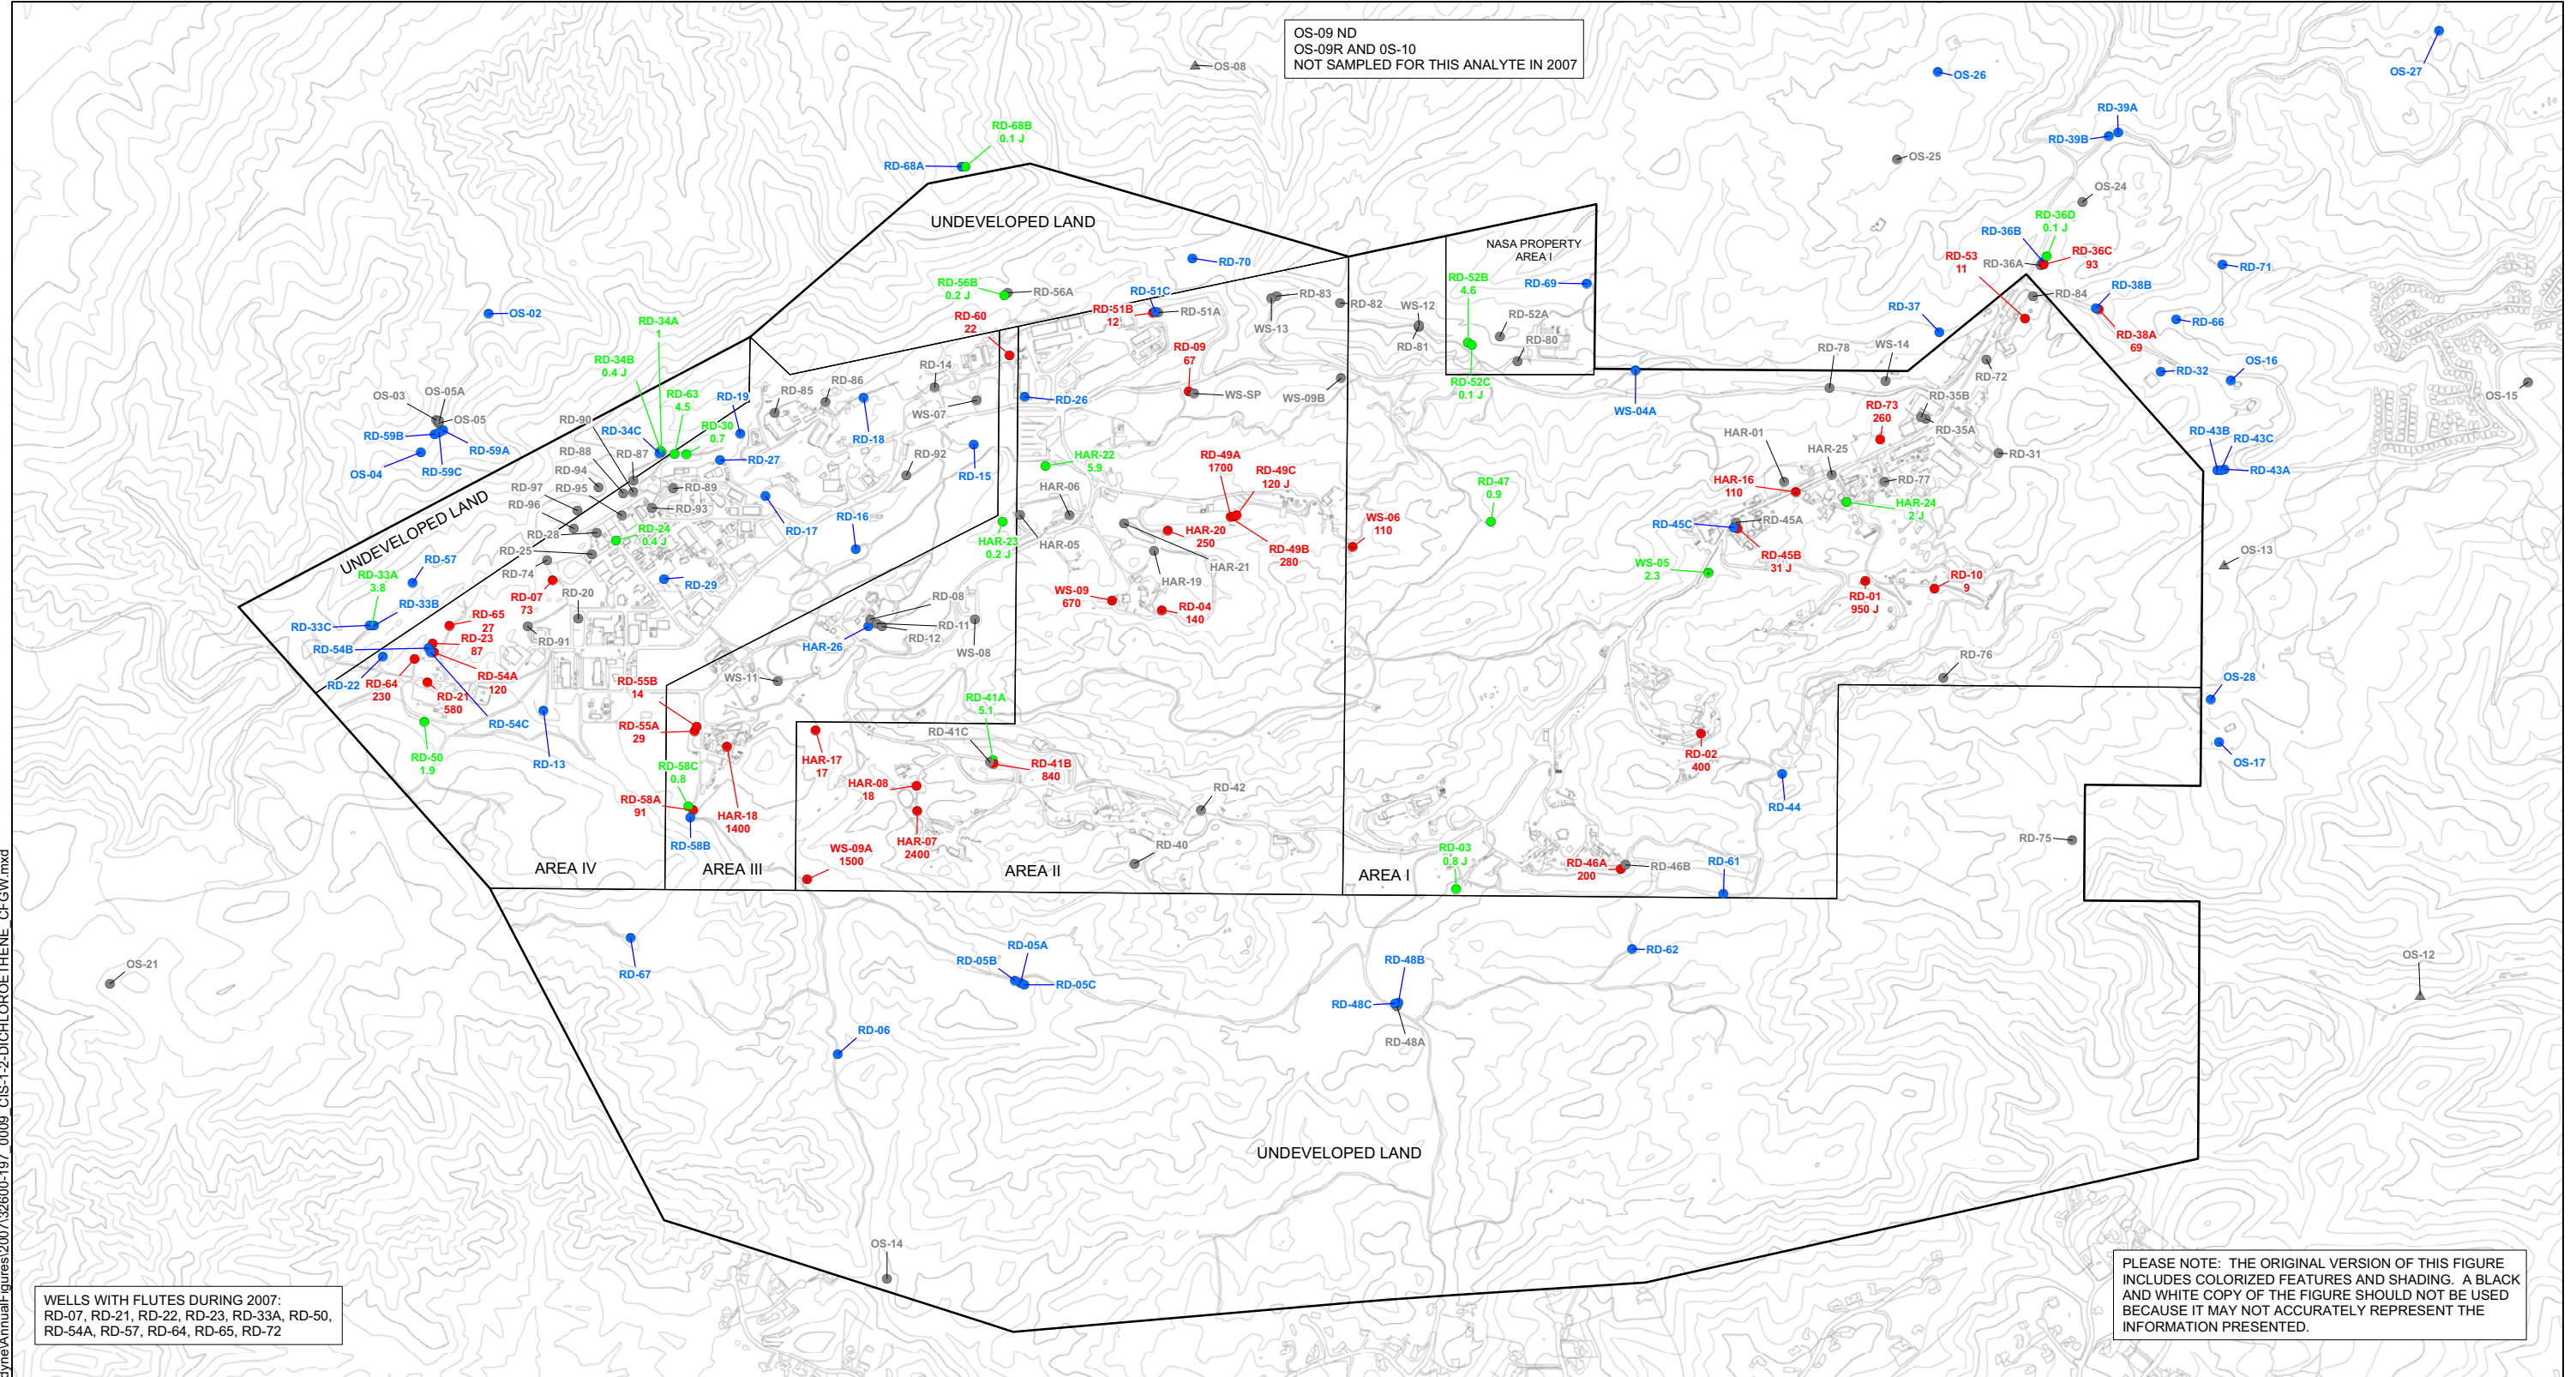 OS-09 ND
OS-09R AND 0S-10
NOT SAMPLED FOR THIS ANALYTE IN 2007
OS-08
OS-26
OS-27
RD-39A
RD-39B
RD-68B
0.1 J
RD-68A
OS-25
OS-24
UNDEVELOPED LAND
RD-36D
0.1 J
RD-36B
NASA PROPERTY
AREA I
RD-53
11
RD-36C
93
RD-36A
RD-70
RD-71
RD-69
RD-52B
4.6
RD-56B
0.2 J
RD-56A
RD-51C
RD-83
RD-82
RD-84
RD-38B
RD-37
WS-12
RD-51B
12
RD-51A
RD-60
22
OS-02
RD-34A
1
WS-13
RD-52A
RD-66
RD-38A
69
RD-81
RD-80
RD-78
WS-14
RD-09
67
RD-34B
0.4 J
RD-14
OS-16
RD-32
RD-72
RD-85
RD-86
RD-52C
0.1 J
OS-03
OS-05A
RD-63
4.5
RD-19
RD-26
WS-SP
WS-09B
RD-35B
OS-15
WS-07
WS-04A
RD-73
260
RD-90
OS-05
RD-30
0.7
RD-35A
RD-43B
RD-59B
RD-34C
RD-18
HAR-01
RD-43C
RD-59A
RD-88
RD-87
RD-92
HAR-25
RD-31
OS-04
RD-59C
RD-94
RD-27
RD-15
HAR-22
5.9
RD-49A
1700
RD-49C
120 J
RD-43A
RD-97
RD-95
RD-89
HAR-06
RD-47
0.9
HAR-16
110
RD-77
RD-96
RD-93
HAR-24
2 J
UNDEVELOPED LAND
RD-16
RD-17
WS-06
110
RD-45C
RD-45A
RD-28
RD-24
0.4 J
HAR-23
0.2 J
HAR-05
HAR-20
250
RD-49B
280
RD-25
OS-13
RD-45B
31 J
RD-57
RD-74
RD-29
HAR-19
HAR-21
WS-05
2.3
RD-33A
3.8
RD-07
73
RD-20
WS-09
670
RD-01
950 J
RD-10
9
RD-33B
RD-08
RD-04
140
RD-65
27
RD-33C
RD-11
RD-23
87
RD-91
RD-12
RD-54B
HAR-26
WS-08
RD-76
RD-22
RD-64
230
RD-54A
120
WS-11
RD-55B
14
OS-28
RD-21
580
RD-41A
5.1
RD-54C
RD-55A
29
RD-41C
RD-02
400
RD-50
1.9
RD-13
RD-58C
0.8
HAR-17
17
RD-41B
840
OS-17
HAR-08
18
RD-42
RD-58A
91
HAR-18
1400
RD-44
RD-58B
HAR-07
2400
RD-75
WS-09A
1500
RD-40
RD-03
0.8 J
RD-46A
200
RD-46B
RD-61
AREA IV
AREA III
AREA II
AREA I
RD-05A
RD-05B
RD-05C
RD-67
RD-48B
RD-62
OS-21
OS-12
RD-48C
RD-06
RD-48A
UNDEVELOPED LAND
OS-14
WELLS WITH FLUTES DURING 2007:
RD-07, RD-21, RD-22, RD-23, RD-33A, RD-50,
RD-54A, RD-57, RD-64, RD-65, RD-72
PLEASE NOTE: THE ORIGINAL VERSION OF THIS FIGURE
INCLUDES COLORIZED FEATURES AND SHADING. A BLACK
AND WHITE COPY OF THE FIGURE SHOULD NOT BE USED
BECAUSE IT MAY NOT ACCURATELY REPRESENT THE
INFORMATION PRESENTED.
dyne\AnnualFigures\2007\32600-197_0009_CIS-1-2-DICHLOROETHENE_CFGW.mxd